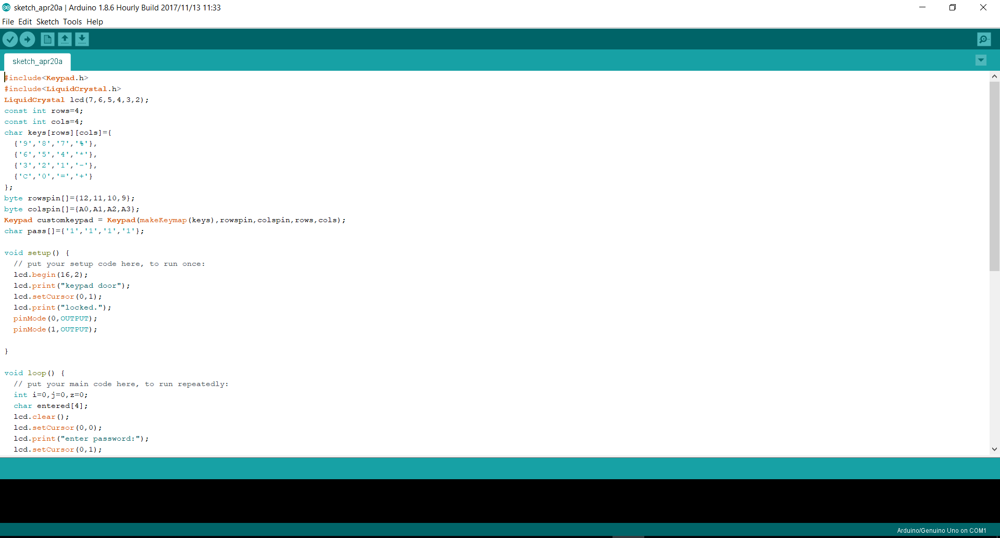 sketch_apr20a | Arduino 1.8.6 Hourly Build 2017/11/13 11:33
File Edit Sketch Tools Help
sketch_apr20a
#include<Keypad.h>
#include<LiquidCrystal.h>
LiquidCrystal lcd(7,6,5,4,3,2);
const int rows=4;
const int cols=4;
char keys[rows][cols]={
  {'9','8','7','%'},
  {'6','5','4','*'},
  {'3','2','1','-'},
  {'C','0','=','+'}
};
byte rowspin[]={12,11,10,9};
byte colspin[]={A0,A1,A2,A3};
Keypad customkeypad = Keypad(makeKeymap(keys),rowspin,colspin,rows,cols);
char pass[]={'1','1','1','1'};
void setup() {
  // put your setup code here, to run once:
  lcd.begin(16,2);
  lcd.print("keypad door");
  lcd.setCursor(0,1);
  lcd.print("locked.");
  pinMode(0,OUTPUT);
  pinMode(1,OUTPUT);
}
void loop() {
  // put your main code here, to run repeatedly:
  int i=0,j=0,z=0;
  char entered[4];
  lcd.clear();
  lcd.setCursor(0,0);
  lcd.print("enter password:");
  lcd.setCursor(0,1);
Arduino/Genuino Uno on COM1